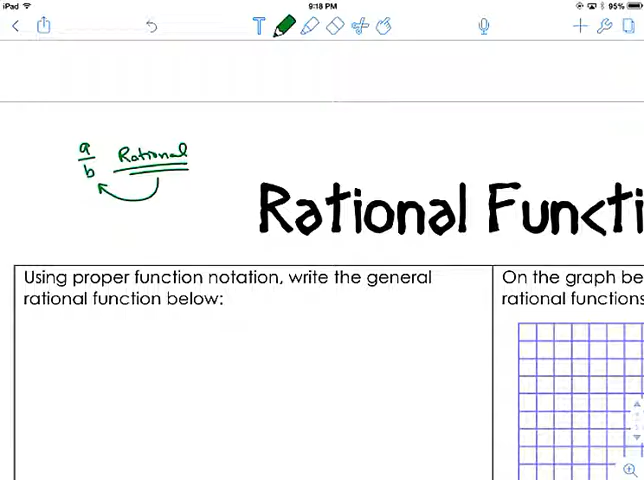 iPad 9:18 PM 95%
T
a
b
Rational
Rational Functi
Using proper function notation, write the general
rational function below:
On the graph be
rational functions